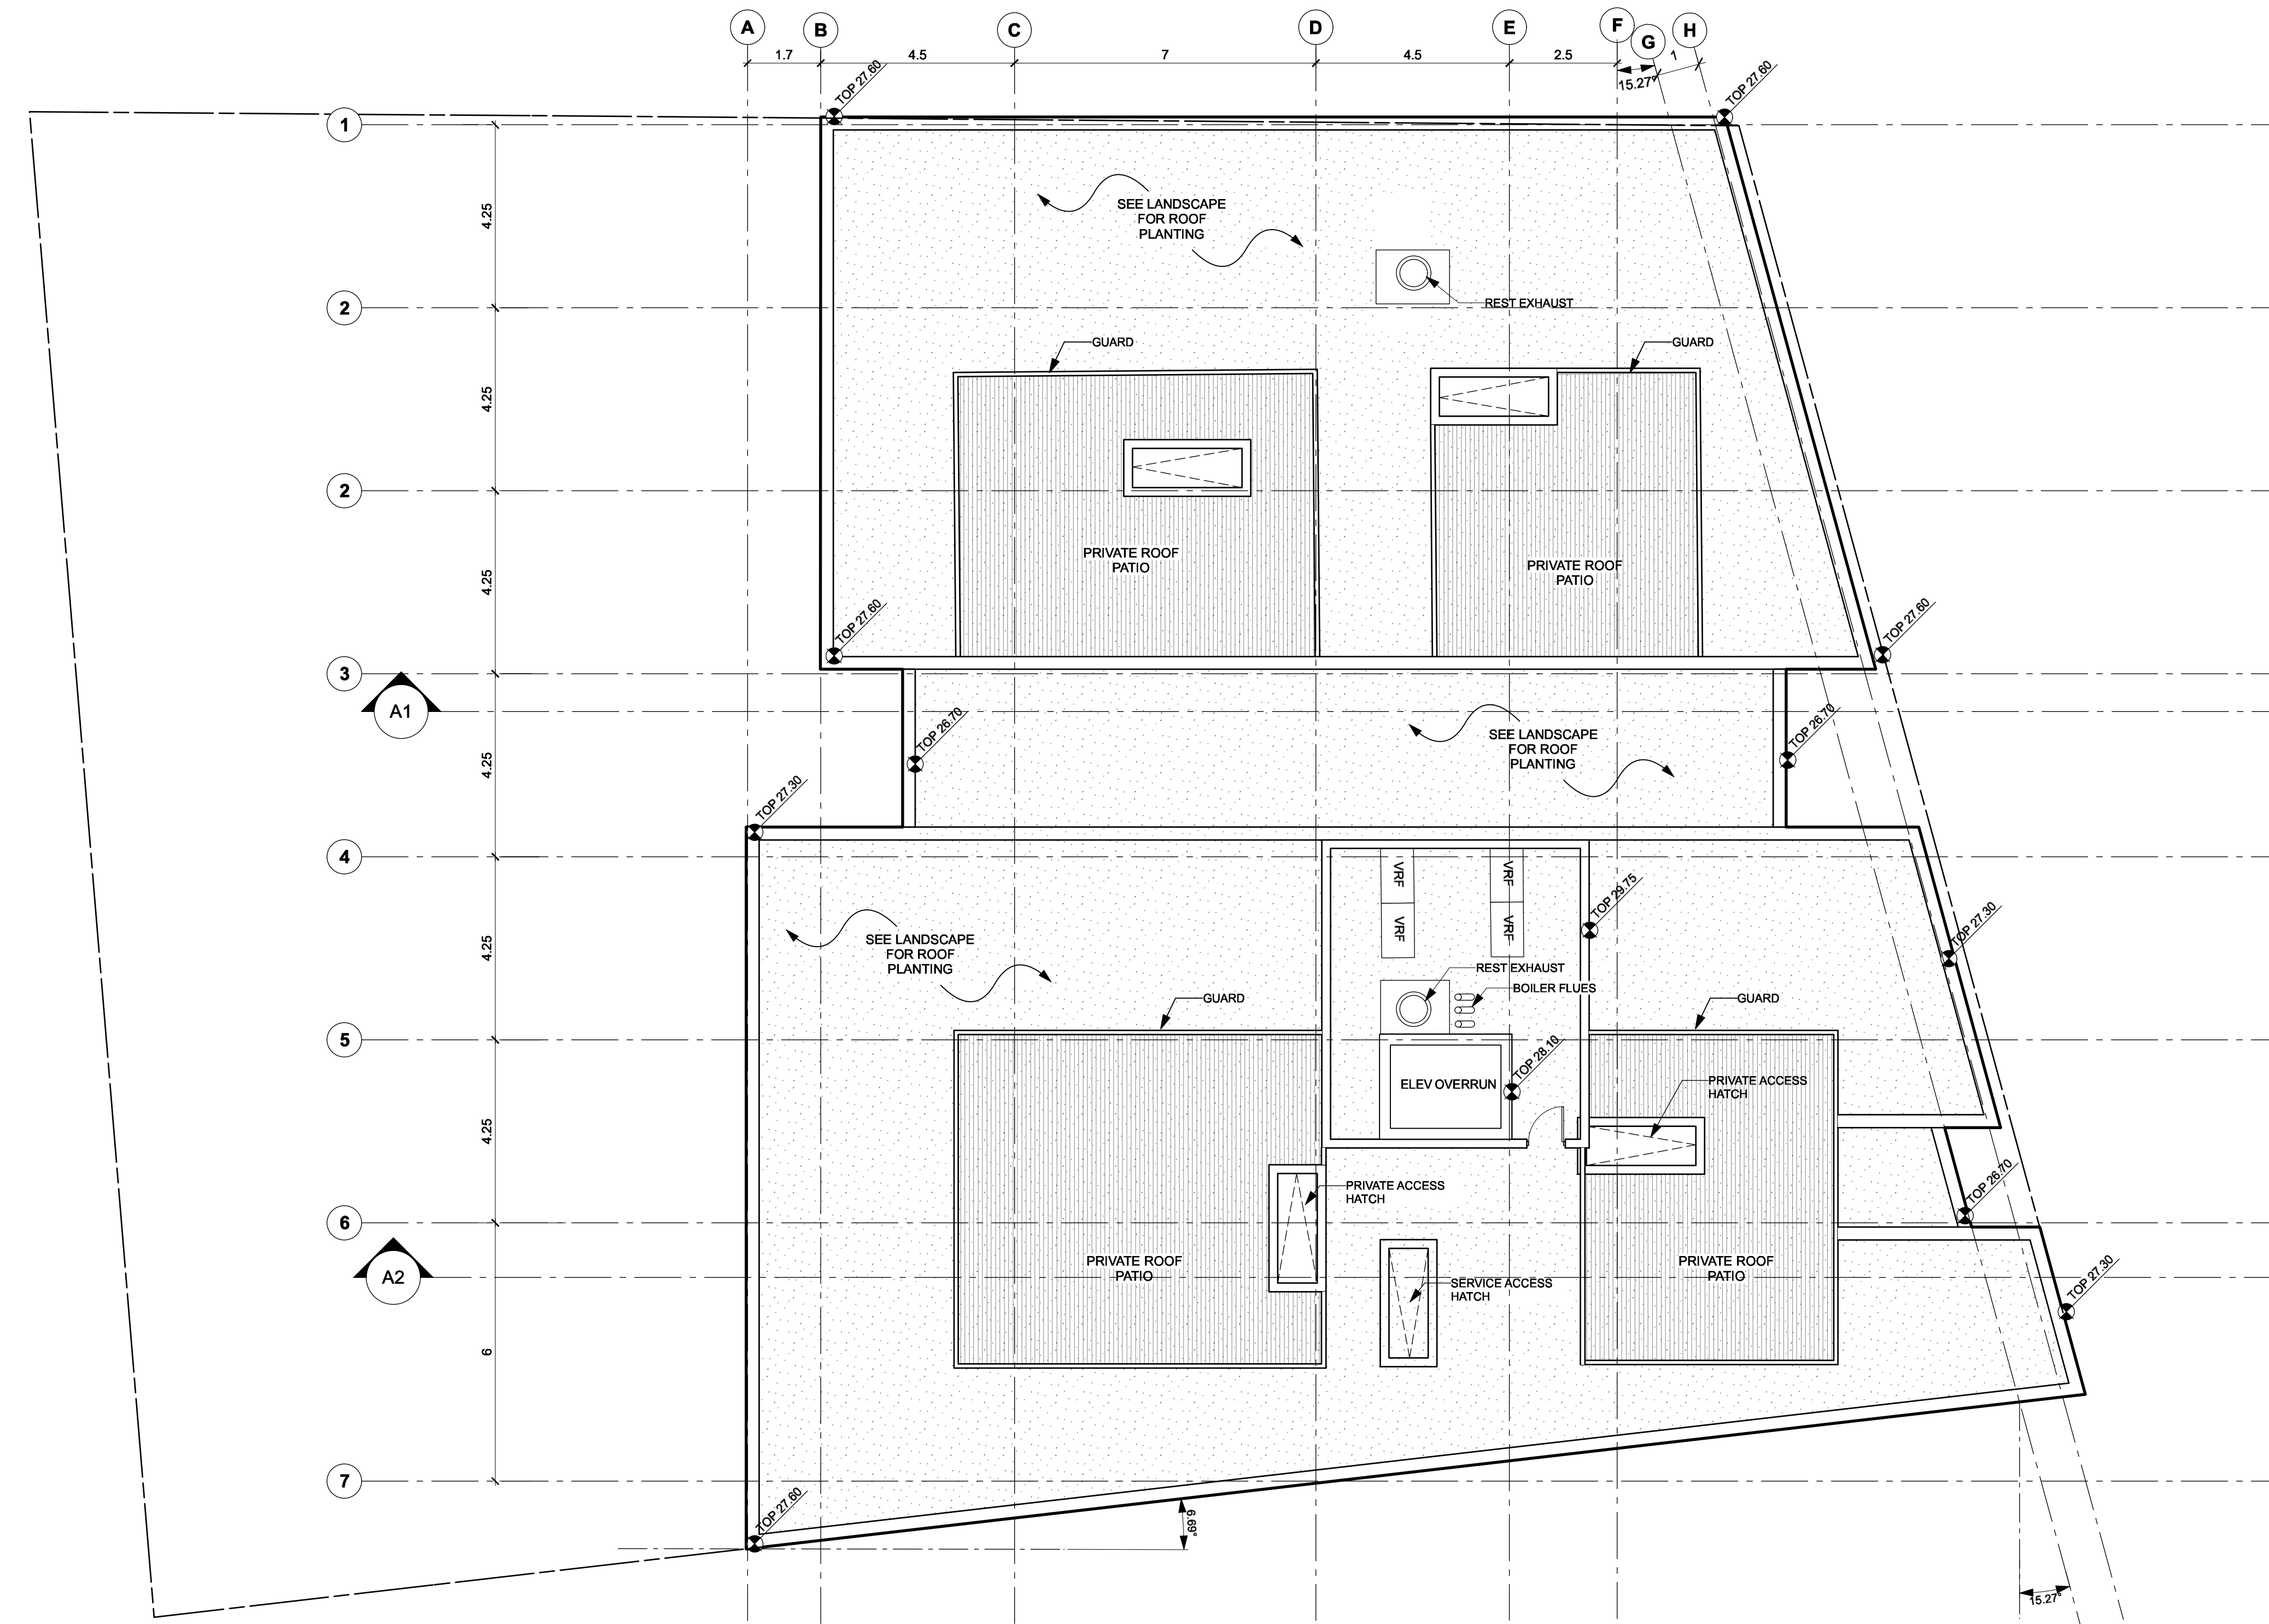 A
B
C
D
E
F
G
H
1.7
4.5
7
4.5
2.5
15.27°
1
TOP 27.60
TOP 27.60
1
4.25
SEE LANDSCAPE
FOR ROOF
PLANTING
2
REST EXHAUST
GUARD
GUARD
4.25
2
PRIVATE ROOF
PATIO
PRIVATE ROOF
PATIO
4.25
TOP 27.60
TOP 27.60
3
A1
TOP 26.70
TOP 26.70
SEE LANDSCAPE
FOR ROOF
PLANTING
4.25
TOP 27.30
4
VRF
VRF
VRF
VRF
TOP 29.75
TOP 27.30
SEE LANDSCAPE
FOR ROOF
PLANTING
4.25
REST EXHAUST
BOILER FLUES
GUARD
GUARD
5
TOP 28.10
ELEV OVERRUN
PRIVATE ACCESS
HATCH
4.25
PRIVATE ACCESS
HATCH
TOP 26.70
6
PRIVATE ROOF
PATIO
PRIVATE ROOF
PATIO
A2
SERVICE ACCESS
HATCH
TOP 27.30
6
7
TOP 27.60
6.69°
15.27°